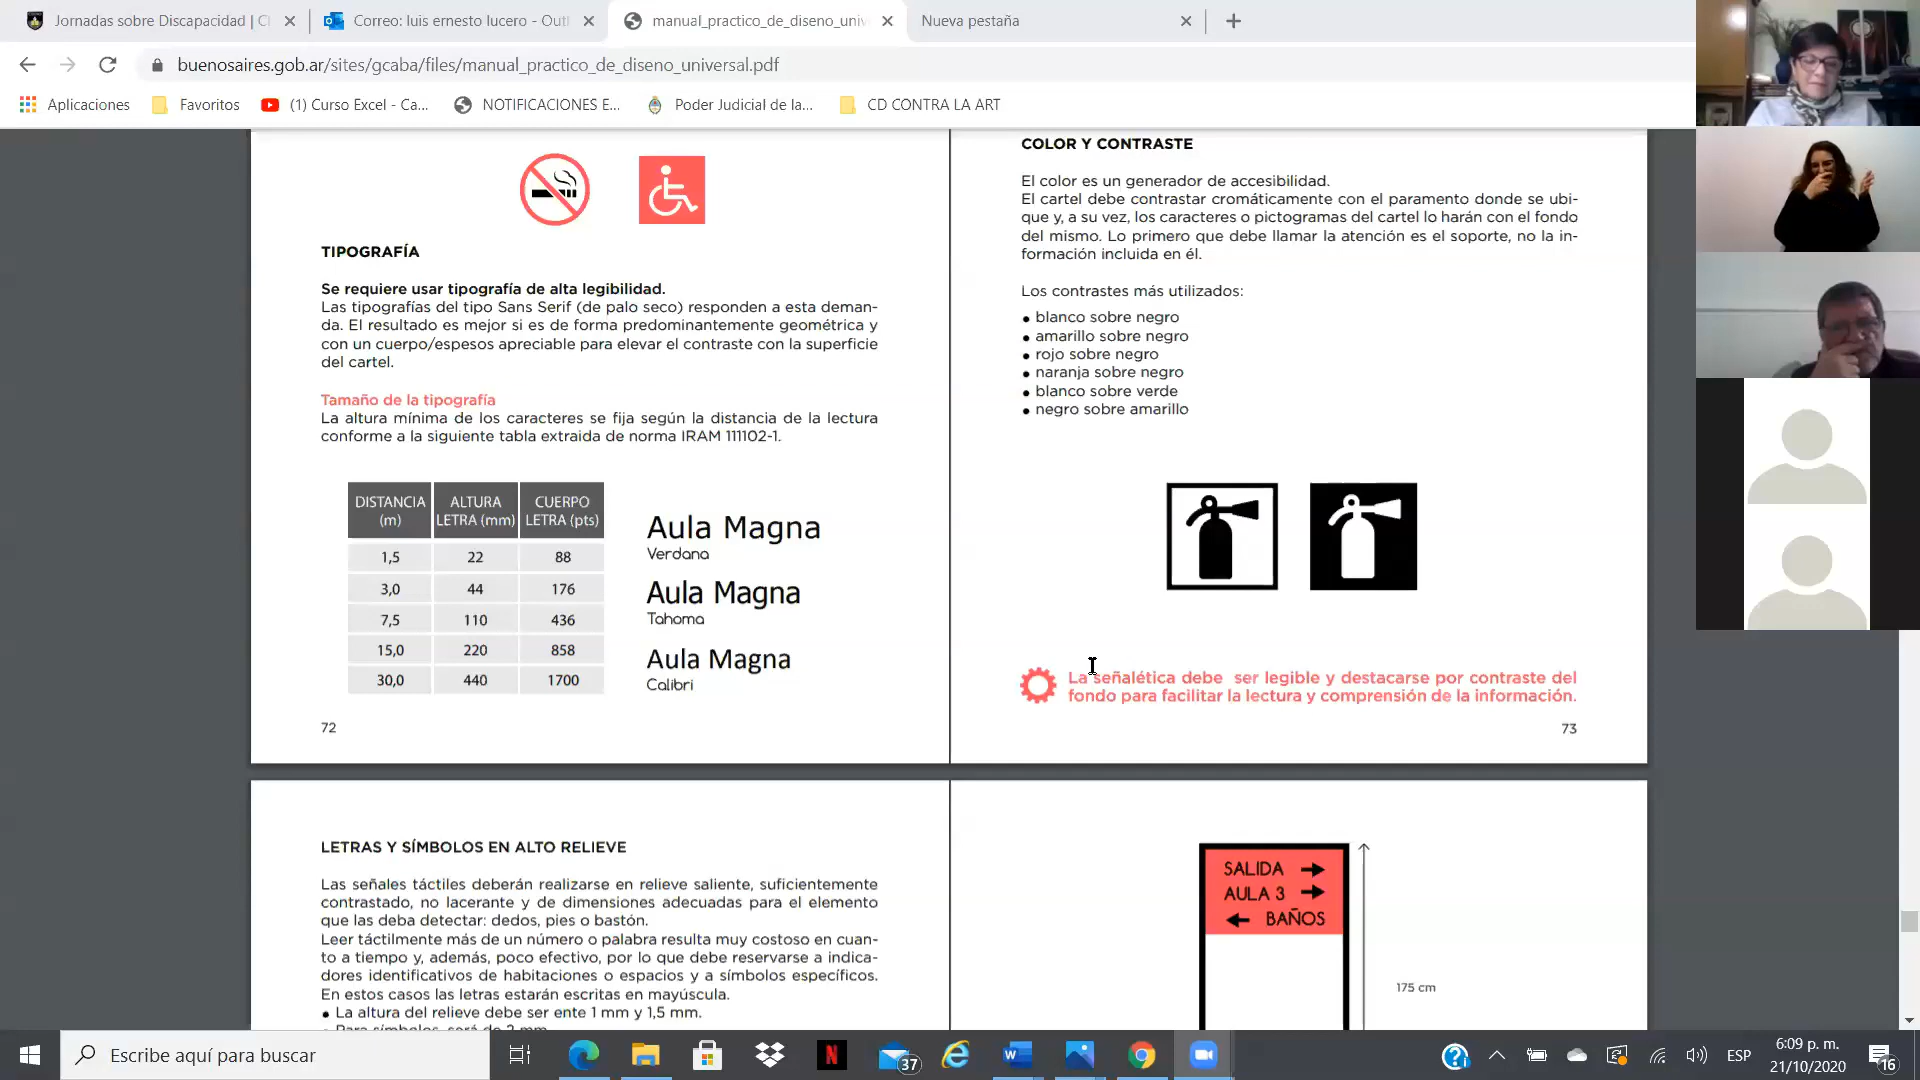 Jornadas sobre Discapacidad | C
Correo: luis ernesto lucero - Out
manual_practico_de_diseno_univ
Nueva pestaña
buenosaires.gob.ar/sites/gcaba/files/manual_practico_de_diseno_universal.pdf
Aplicaciones
Favoritos
(1) Curso Excel - Ca...
NOTIFICACIONES E...
Poder Judicial de la...
CD CONTRA LA ART
TIPOGRAFÍA
Se requiere usar tipografía de alta legibilidad.
Las tipografías del tipo Sans Serif (de palo seco) responden a esta deman-
da. El resultado es mejor si es de forma predominantemente geométrica y
con un cuerpo/espesos apreciable para elevar el contraste con la superficie
del cartel.
Tamaño de la tipografía
La altura mínima de los caracteres se fija según la distancia de la lectura
conforme a la siguiente tabla extraida de norma IRAM 111102-1.
DISTANCIA (m) ALTURA LETRA (mm) CUERPO LETRA (pts)
1,5 22 88
3,0 44 176
7,5 110 436
15,0 220 858
30,0 440 1700
Aula Magna
Verdana
Aula Magna
Tahoma
Aula Magna
Calibri
72
COLOR Y CONTRASTE
El color es un generador de accesibilidad.
El cartel debe contrastar cromáticamente con el paramento donde se ubi-
que y, a su vez, los caracteres o pictogramas del cartel lo harán con el fondo
del mismo. Lo primero que debe llamar la atención es el soporte, no la in-
formación incluida en él.
Los contrastes más utilizados:
• blanco sobre negro
• amarillo sobre negro
• rojo sobre negro
• naranja sobre negro
• blanco sobre verde
• negro sobre amarillo
La señalética debe ser legible y destacarse por contraste del
fondo para facilitar la lectura y comprensión de la información.
73
LETRAS Y SÍMBOLOS EN ALTO RELIEVE
Las señales táctiles deberán realizarse en relieve saliente, suficientemente
contrastado, no lacerante y de dimensiones adecuadas para el elemento
que las deba detectar: dedos, pies o bastón.
Leer táctilmente más de un número o palabra resulta muy costoso en cuan-
to a tiempo y, además, poco efectivo, por lo que debe reservarse a indica-
dores identificativos de habitaciones o espacios y a símbolos específicos.
En estos casos las letras estarán escritas en mayúscula.
• La altura del relieve debe ser ente 1 mm y 1,5 mm.
• Para símbolos, será de 2 mm.
SALIDA
AULA 3
BAÑOS
175 cm
Escribe aquí para buscar
37
ESP
6:09 p. m.
21/10/2020
16